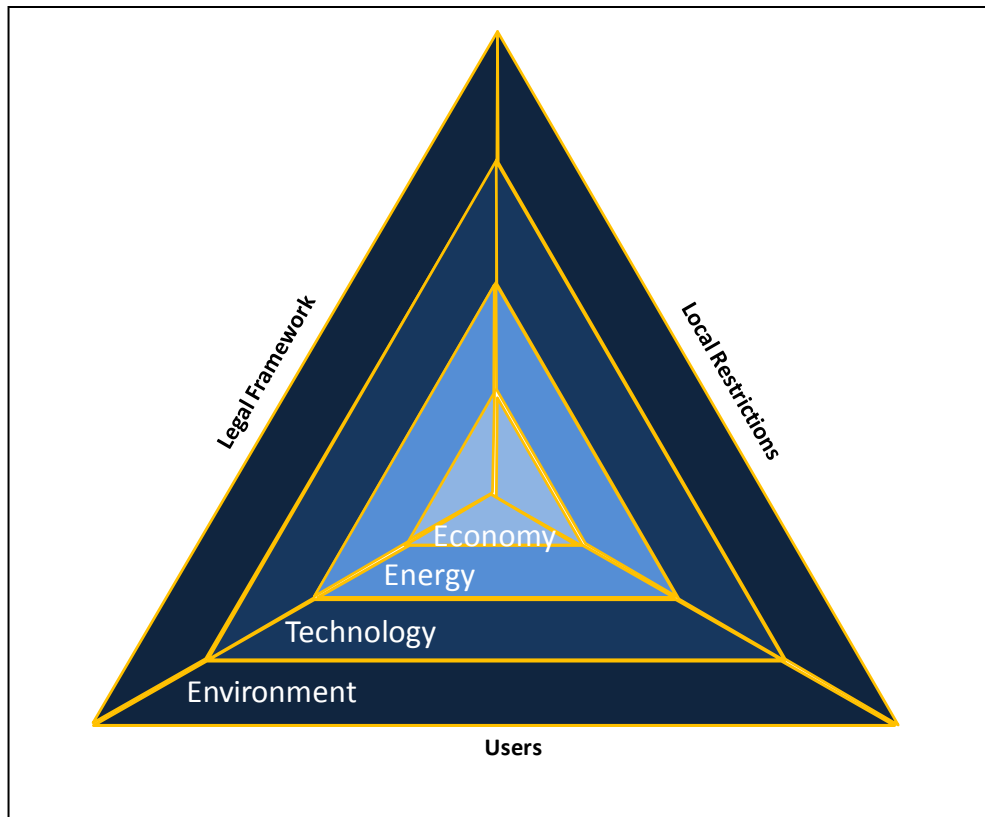 Legal Framework
Local Restrictions
Economy
Energy
Technology
Environment
Users